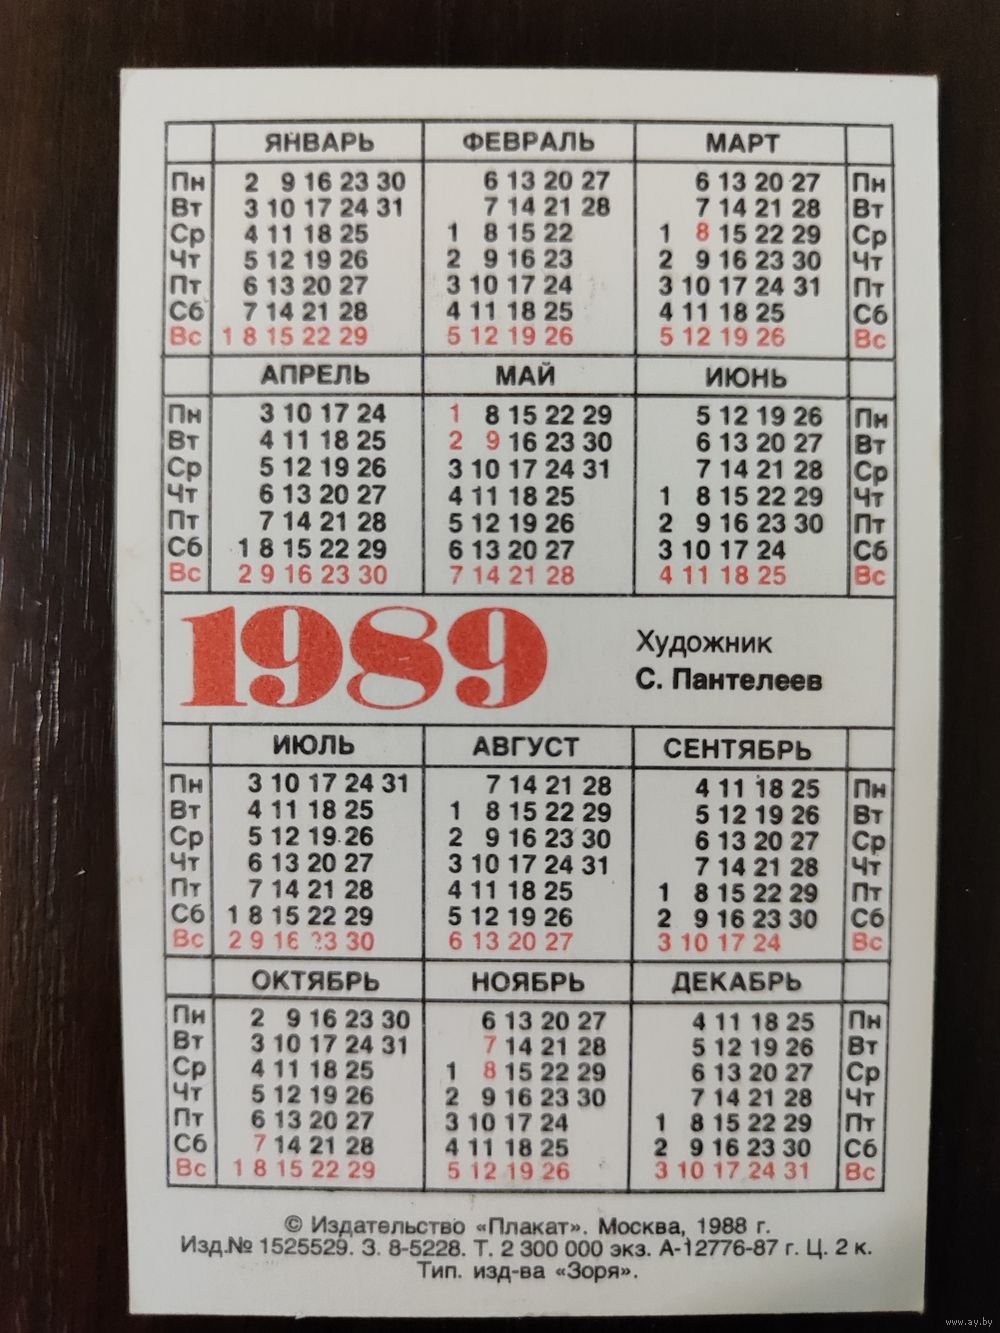 ЯНВАРЬ ФЕВРАЛЬ МАРТ
Пн 2 9 16 23 30 6 13 20 27 6 13 20 27 Пн
Вт 3 10 17 24 31 7 14 21 28 7 14 21 28 Вт
Ср 4 11 18 25 1 8 15 22 1 8 15 22 29 Ср
Чт 5 12 19 26 2 9 16 23 2 9 16 23 30 Чт
Пт 6 13 20 27 3 10 17 24 3 10 17 24 31 Пт
Сб 7 14 21 28 4 11 18 25 4 11 18 25 Сб
Вс 1 8 15 22 29 5 12 19 26 5 12 19 26 Вс
АПРЕЛЬ МАЙ ИЮНЬ
Пн 3 10 17 24 1 8 15 22 29 5 12 19 26 Пн
Вт 4 11 18 25 2 9 16 23 30 6 13 20 27 Вт
Ср 5 12 19 26 3 10 17 24 31 7 14 21 28 Ср
Чт 6 13 20 27 4 11 18 25 1 8 15 22 29 Чт
Пт 7 14 21 28 5 12 19 26 2 9 16 23 30 Пт
Сб 1 8 15 22 29 6 13 20 27 3 10 17 24 Сб
Вс 2 9 16 23 30 7 14 21 28 4 11 18 25 Вс
1989
Художник
С. Пантелеев
ИЮЛЬ АВГУСТ СЕНТЯБРЬ
Пн 3 10 17 24 31 7 14 21 28 4 11 18 25 Пн
Вт 4 11 18 25 1 8 15 22 29 5 12 19 26 Вт
Ср 5 12 19 26 2 9 16 23 30 6 13 20 27 Ср
Чт 6 13 20 27 3 10 17 24 31 7 14 21 28 Чт
Пт 7 14 21 28 4 11 18 25 1 8 15 22 29 Пт
Сб 1 8 15 22 29 5 12 19 26 2 9 16 23 30 Сб
Вс 2 9 16 23 30 6 13 20 27 3 10 17 24 Вс
ОКТЯБРЬ НОЯБРЬ ДЕКАБРЬ
Пн 2 9 16 23 30 6 13 20 27 4 11 18 25 Пн
Вт 3 10 17 24 31 7 14 21 28 5 12 19 26 Вт
Ср 4 11 18 25 1 8 15 22 29 6 13 20 27 Ср
Чт 5 12 19 26 2 9 16 23 30 7 14 21 28 Чт
Пт 6 13 20 27 3 10 17 24 1 8 15 22 29 Пт
Сб 7 14 21 28 4 11 18 25 2 9 16 23 30 Сб
Вс 1 8 15 22 29 5 12 19 26 3 10 17 24 31 Вс
© Издательство «Плакат». Москва, 1988 г.
Изд.№ 1525529. З. 8-5228. Т. 2 300 000 экз. А-12776-87 г. Ц. 2 к.
Тип. изд-ва «Зоря».
www.ay.by